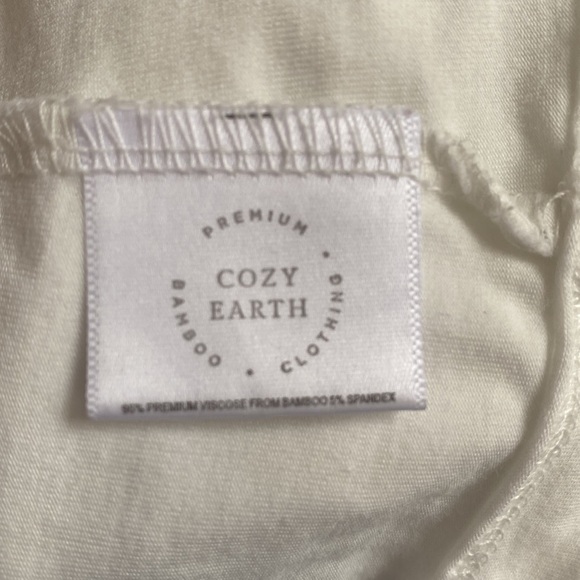 PREMIUM
COZY
EARTH
BAMBOO • CLOTHING •
95% PREMIUM VISCOSE FROM BAMBOO 5% SPANDEX